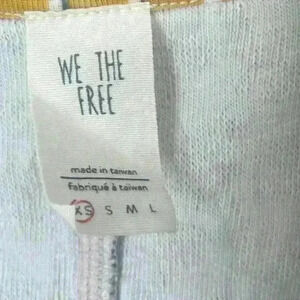 WE THE
FREE
made in taiwan
fabriqué à taiwan
XS S M L